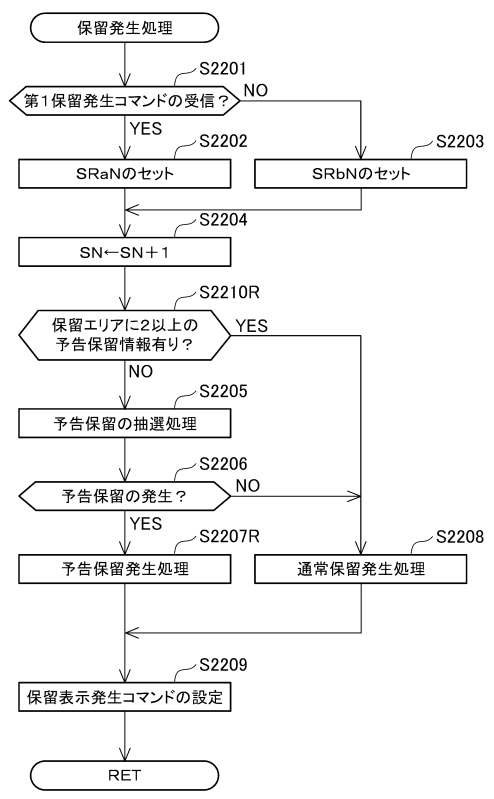 保留発生処理
S2201
第1保留発生コマンドの受信?
NO
YES
S2202
SRaNのセット
S2203
SRbNのセット
S2204
SN←SN+1
S2210R
保留エリアに2以上の
予告保留情報有り?
YES
NO
S2205
予告保留の抽選処理
S2206
予告保留の発生?
NO
YES
S2207R
予告保留発生処理
S2208
通常保留発生処理
S2209
保留表示発生コマンドの設定
RET